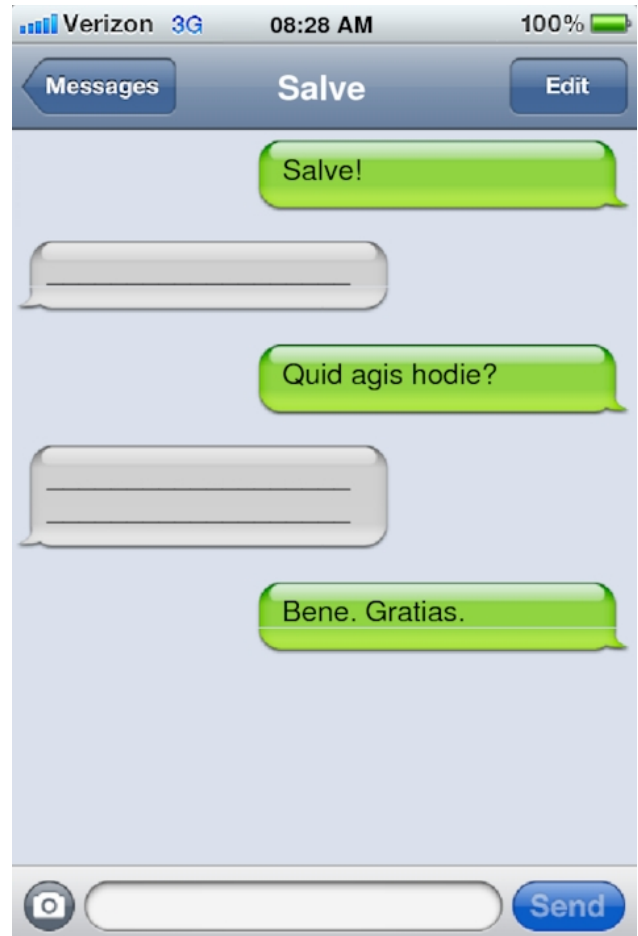 Verizon 3G 08:28 AM 100%
Messages Salve Edit
Salve!
Quid agis hodie?
Bene. Gratias.
Send